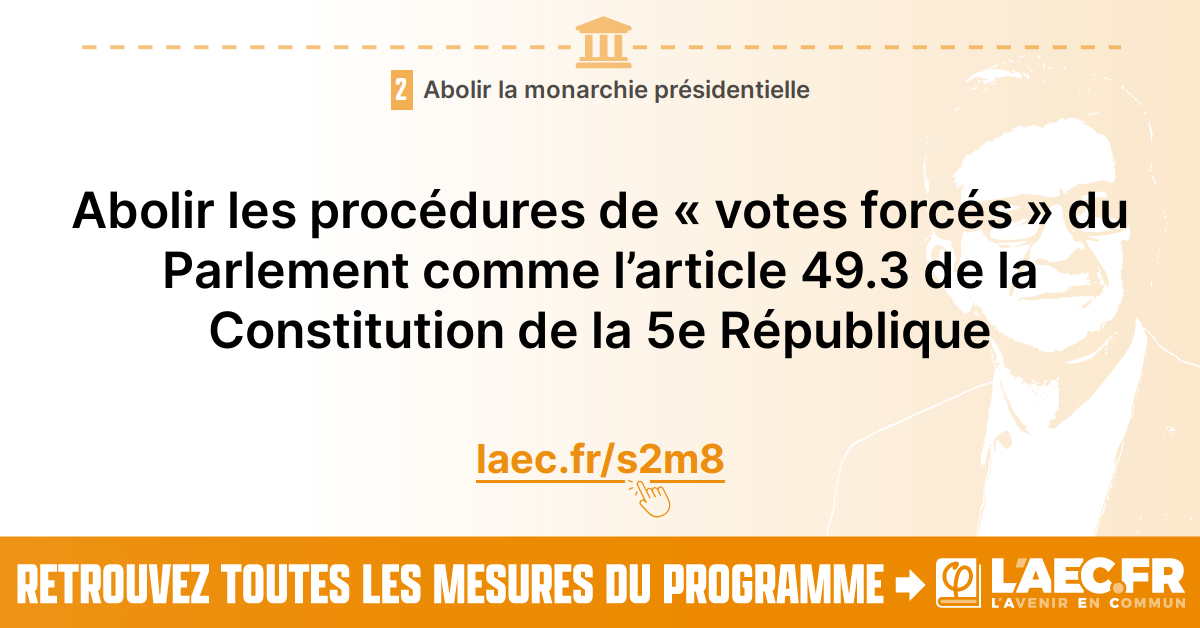 2 Abolir la monarchie présidentielle
Abolir les procédures de « votes forcés » du
Parlement comme l’article 49.3 de la
Constitution de la 5e République
laec.fr/s2m8
RETROUVEZ TOUTES LES MESURES DU PROGRAMME
φ L'AEC.FR
L'AVENIR EN COMMUN